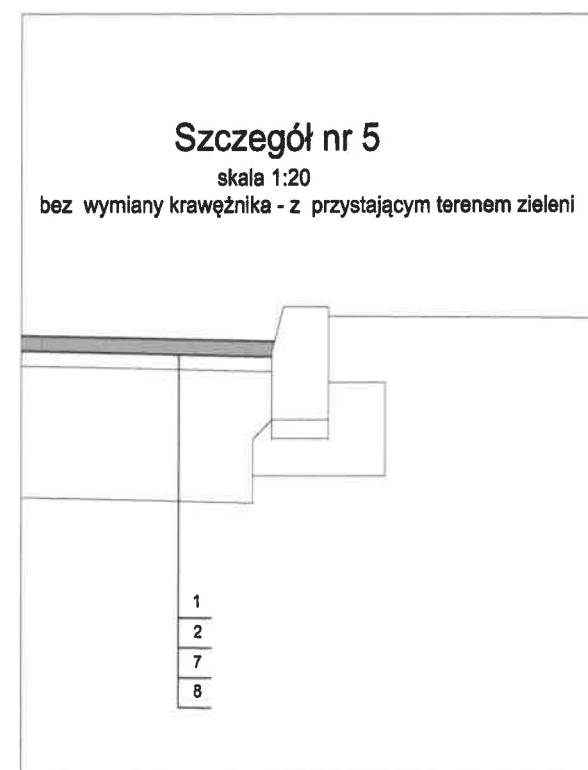 Szczegół nr 5
skala 1:20
bez wymiany krawężnika - z przystającym terenem zieleni
1
2
7
8